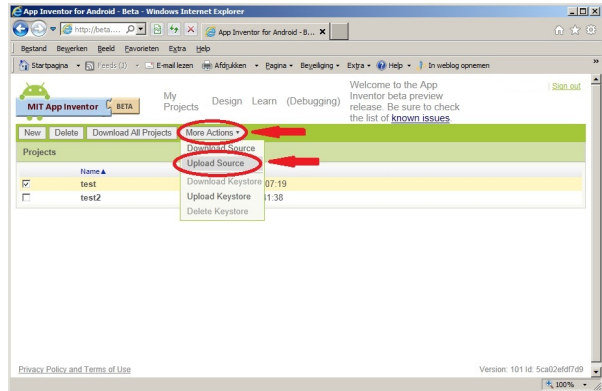 App Inventor for Android - Beta - Windows Internet Explorer
http://beta.... App Inventor for Android - B... X
Bestand Bewerken Beeld Favorieten Extra Help
Startpagina Feeds (J) E-mail lezen Afdrukken Pagina Beveiliging Extra Help In weblog opnemen »
MIT App Inventor BETA
My Projects Design Learn (Debugging)
Welcome to the App
Inventor beta preview
release. Be sure to check
the list of known issues.
Sign out
New Delete Download All Projects More Actions
Projects
Download Source
Upload Source
Download Keystore
Upload Keystore
Delete Keystore
Name
test 07:19
test2 1:38
Privacy Policy and Terms of Use Version: 101 Id: 5ca02efdf7d9
100%